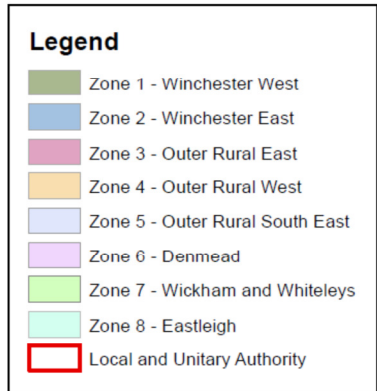 Legend
Zone 1 - Winchester West
Zone 2 - Winchester East
Zone 3 - Outer Rural East
Zone 4 - Outer Rural West
Zone 5 - Outer Rural South East
Zone 6 - Denmead
Zone 7 - Wickham and Whiteleys
Zone 8 - Eastleigh
Local and Unitary Authority